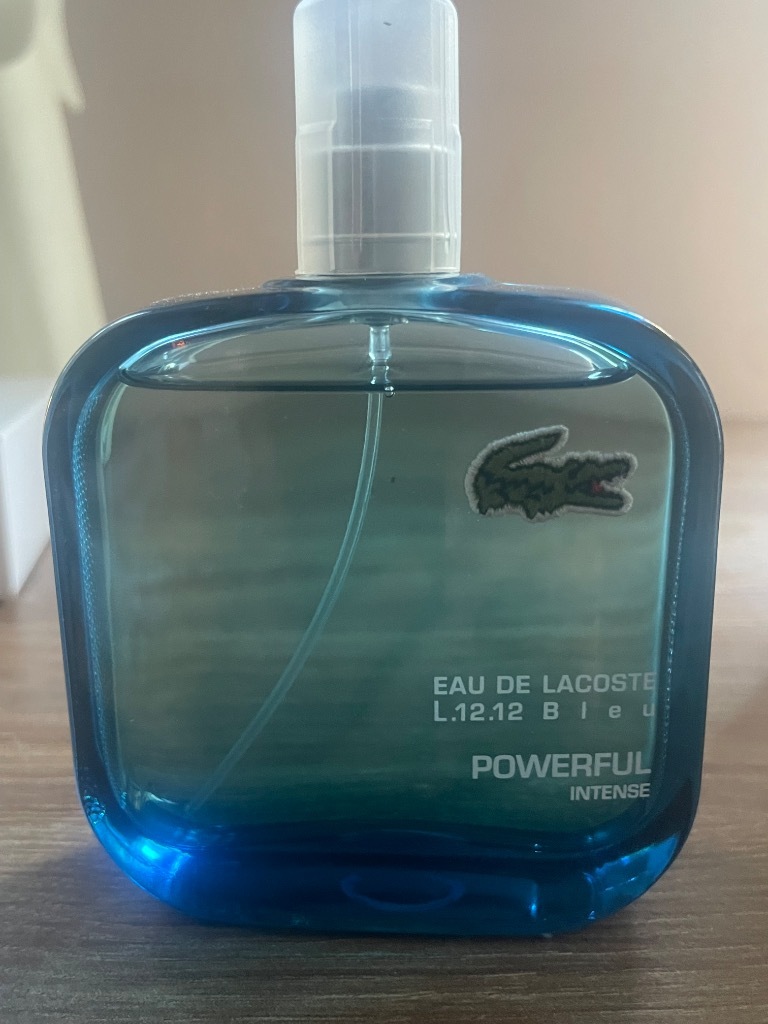 EAU DE LACOSTE
L.12.12 Bleu
POWERFUL
INTENSE